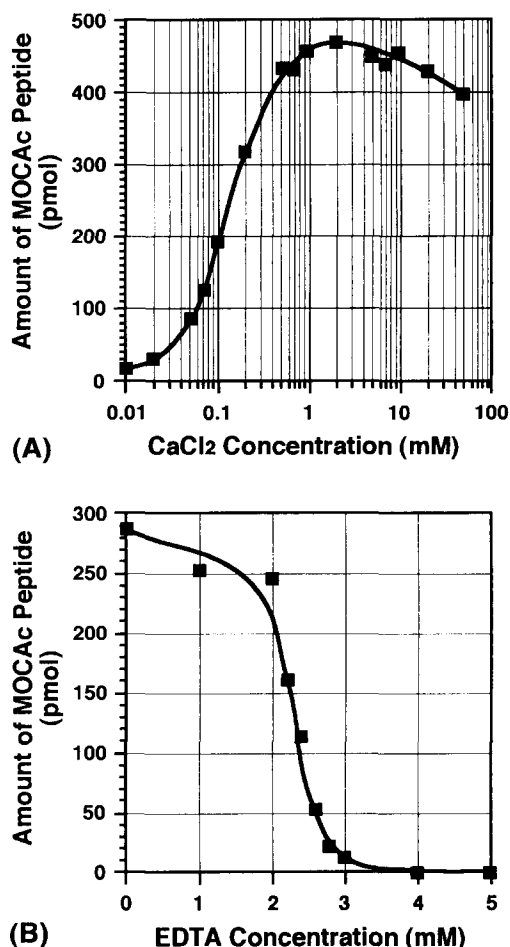 500
400
300
200
100
0
Amount of MOCAc Peptide
(pmol)
0.01 0.1 1 10 100
(A) CaCl2 Concentration (mM)
300
250
200
150
100
50
0
Amount of MOCAc Peptide
(pmol)
0 1 2 3 4 5
(B) EDTA Concentration (mM)